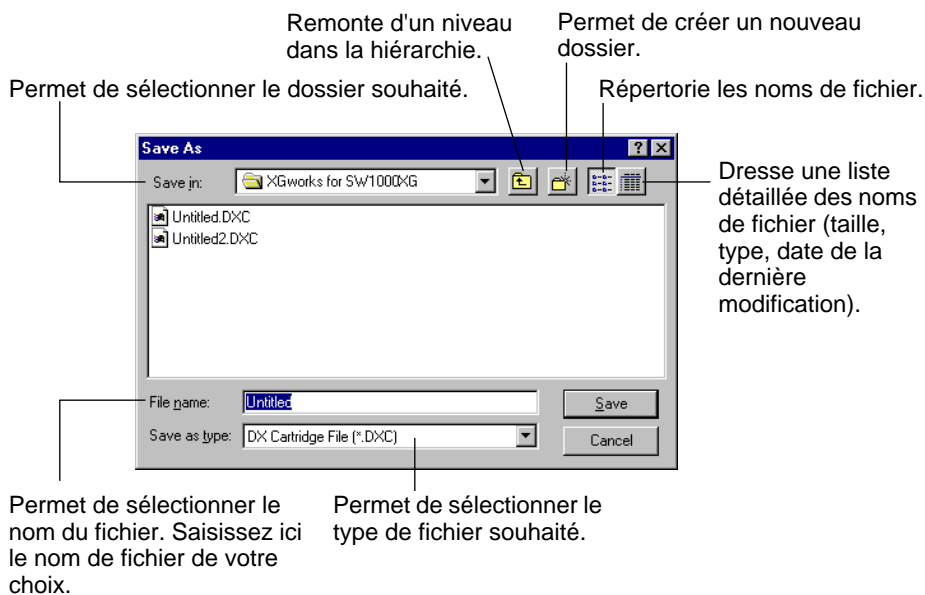 Remonte d'un niveau
dans la hiérarchie.
Permet de créer un nouveau
dossier.
Permet de sélectionner le dossier souhaité.
Répertorie les noms de fichier.
Save As
Save in:
XGworks for SW1000XG
Untitled.DXC
Untitled2.DXC
Dresse une liste
détaillée des noms
de fichier (taille,
type, date de la
dernière
modification).
File name:
Untitled
Save
Save as type:
DX Cartridge File (*.DXC)
Cancel
Permet de sélectionner le
nom du fichier. Saisissez ici
le nom de fichier de votre
choix.
Permet de sélectionner le
type de fichier souhaité.